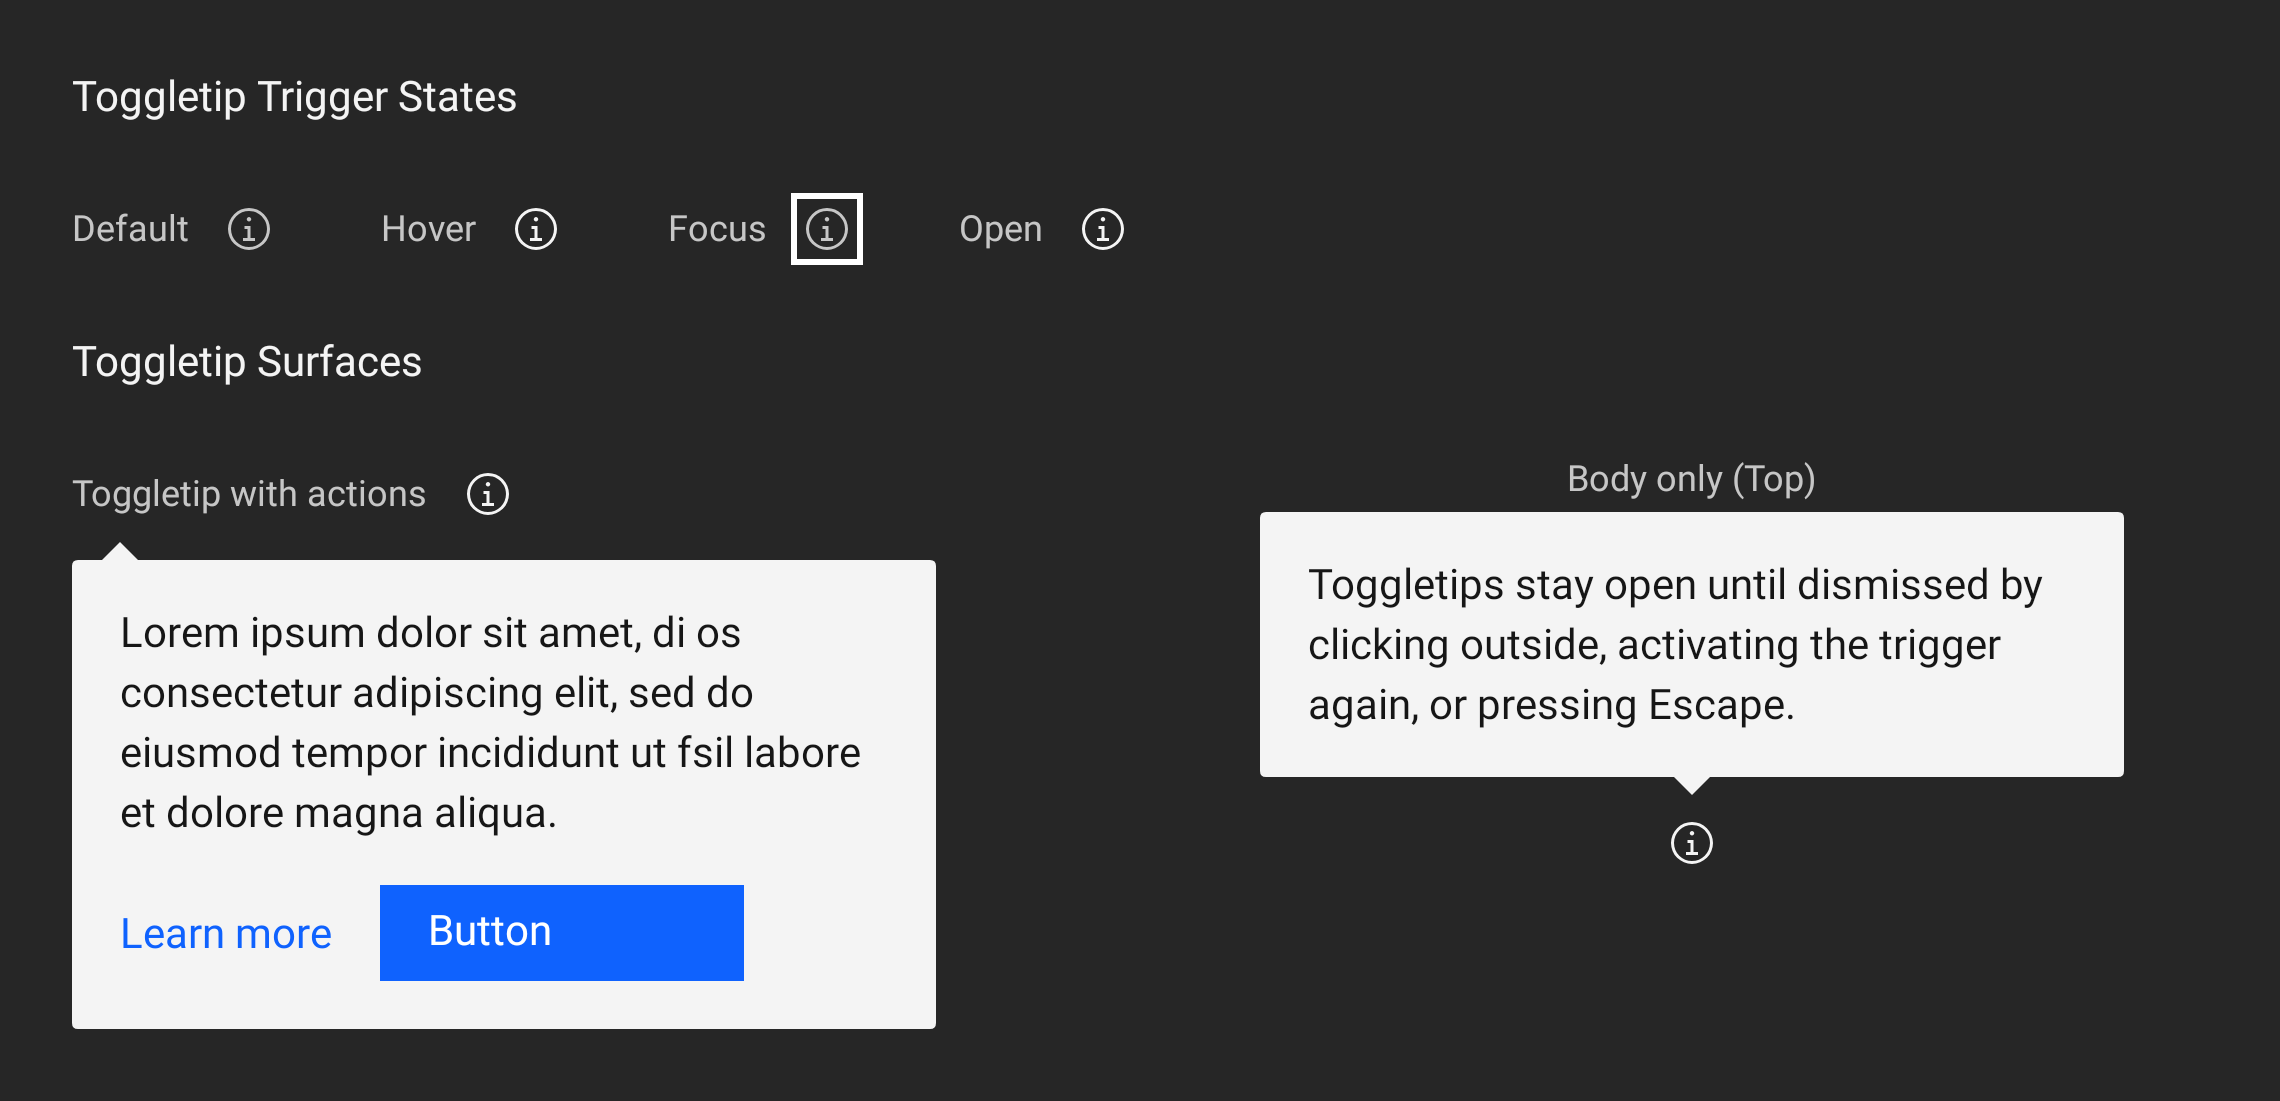 Toggletip Trigger States
Default
Hover
Focus
Open
Toggletip Surfaces
Toggletip with actions
Lorem ipsum dolor sit amet, di os
consectetur adipiscing elit, sed do
eiusmod tempor incididunt ut fsil labore
et dolore magna aliqua.
Learn more
Button
Body only (Top)
Toggletips stay open until dismissed by
clicking outside, activating the trigger
again, or pressing Escape.